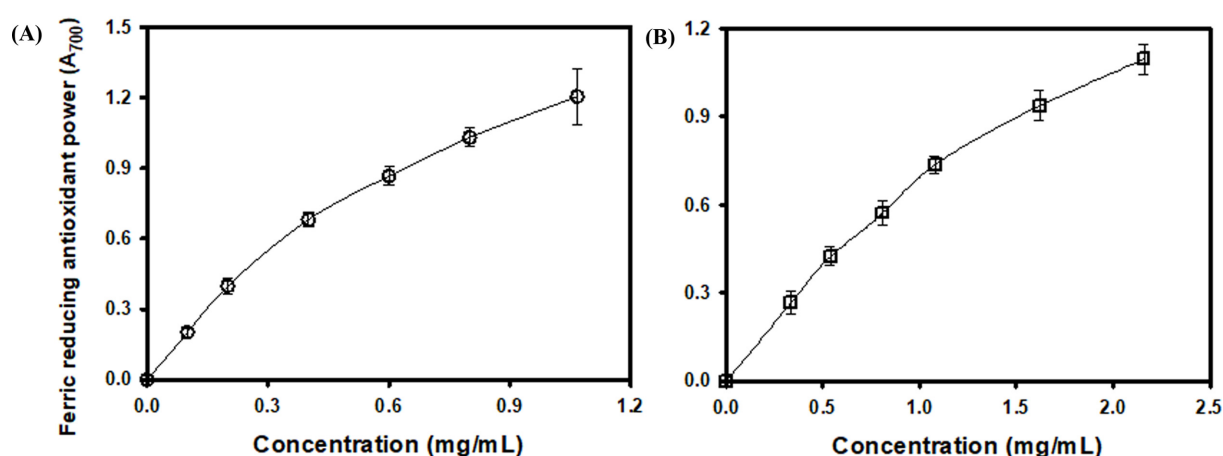 (A)
Ferric reducing antioxidant power (A700)
1.5
1.2
0.9
0.6
0.3
0.0
0.0 0.3 0.6 0.9 1.2
Concentration (mg/mL)
(B)
1.2
0.9
0.6
0.3
0.0
0.0 0.5 1.0 1.5 2.0 2.5
Concentration (mg/mL)